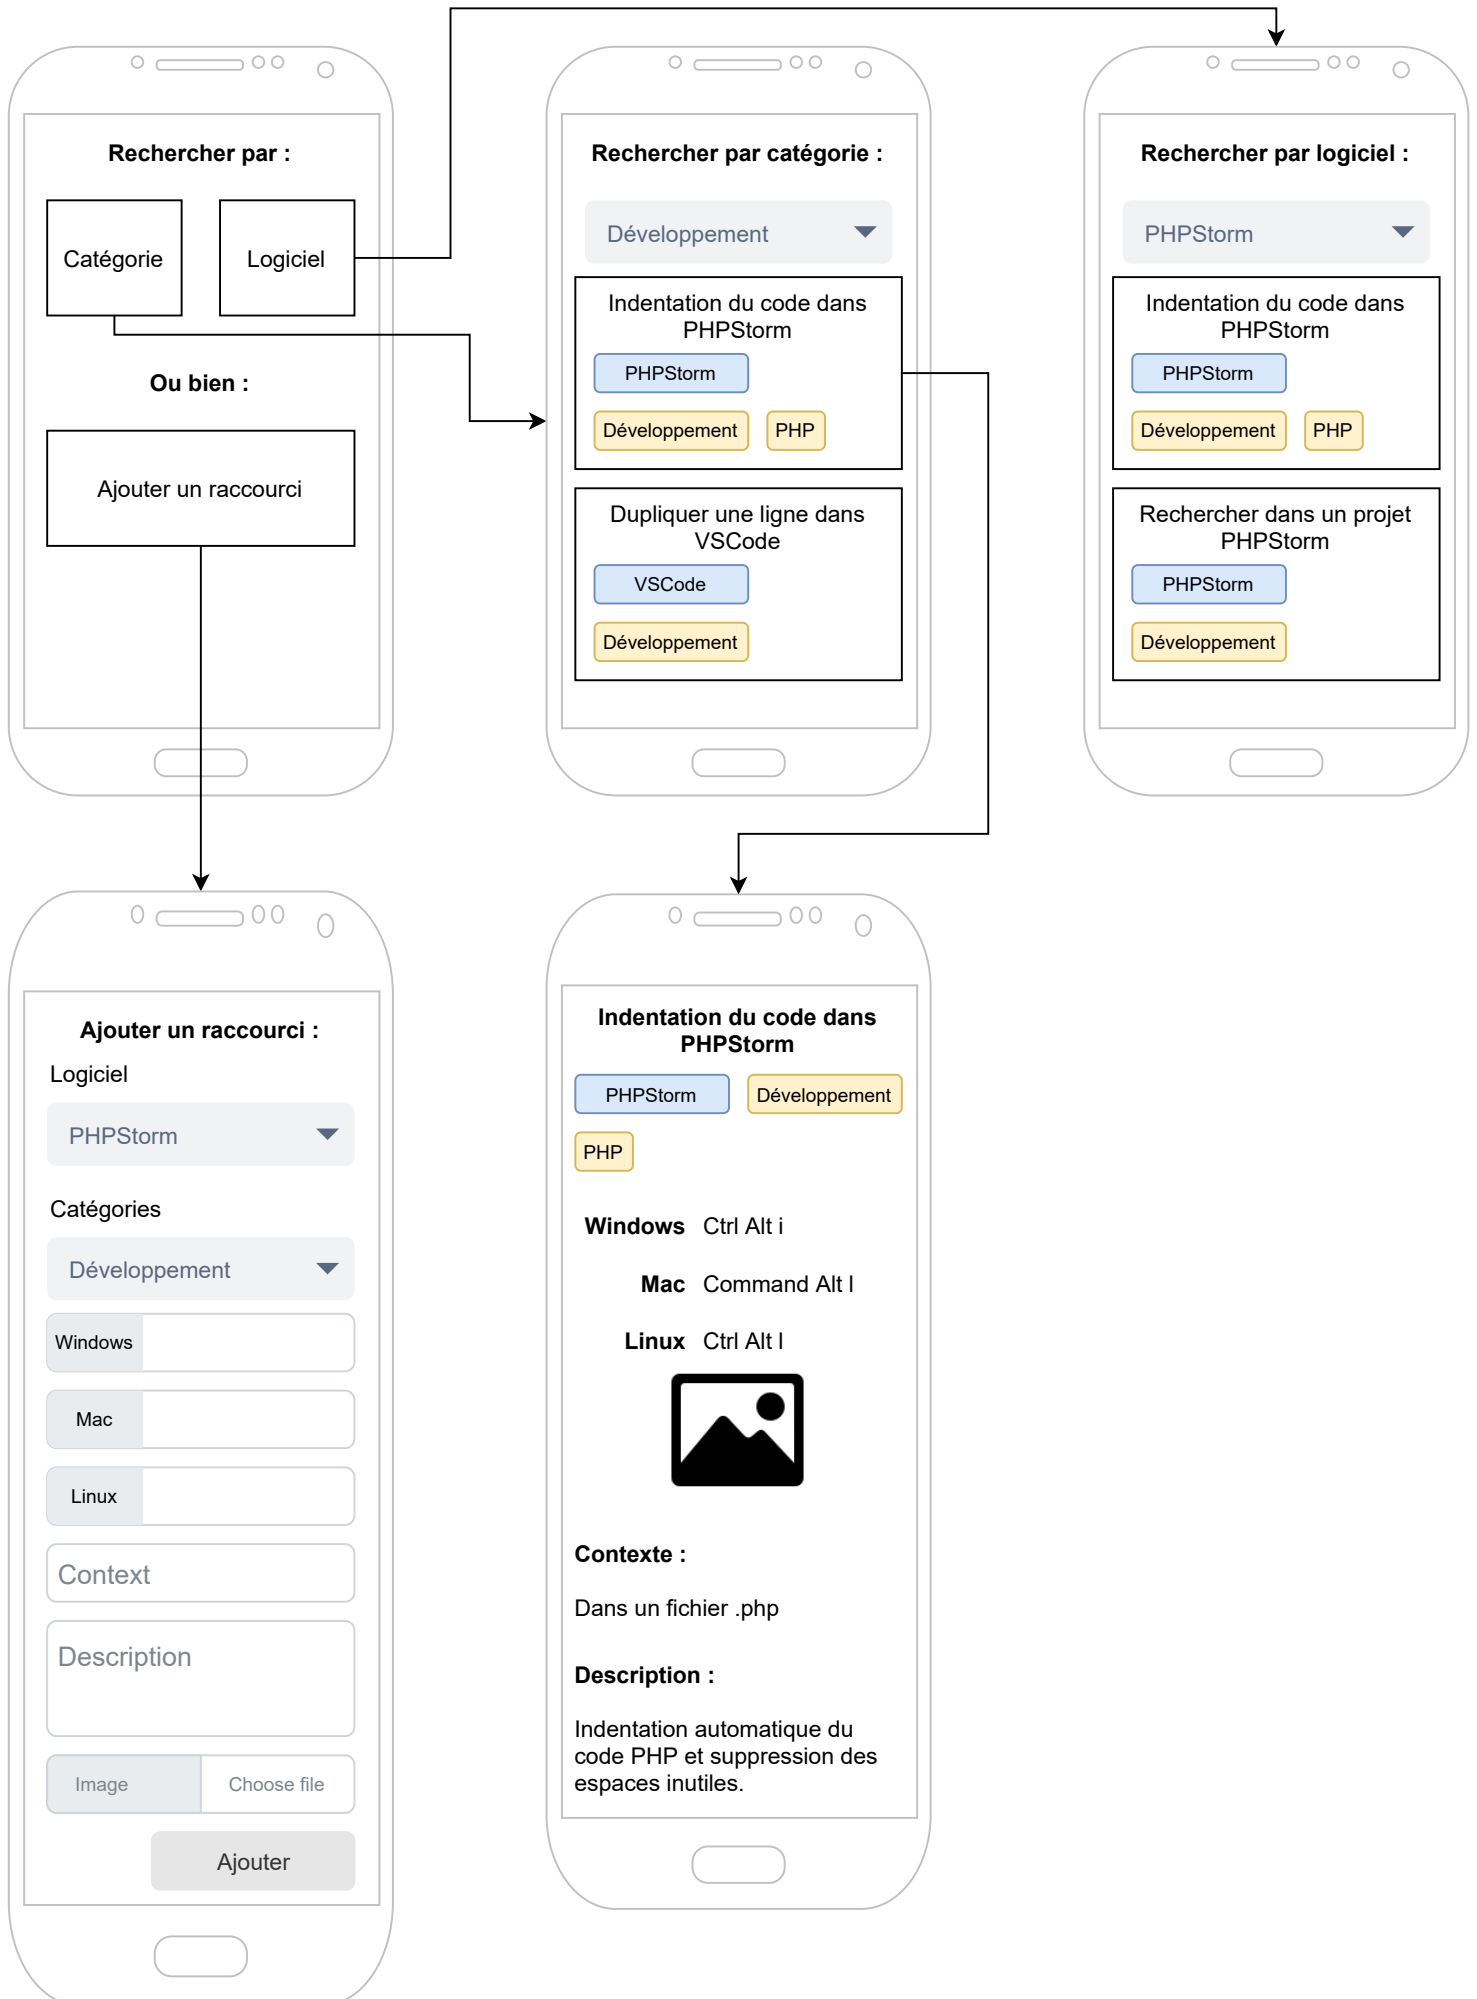 Rechercher par :
Catégorie
Logiciel
Ou bien :
Ajouter un raccourci
Rechercher par catégorie :
Développement
Indentation du code dans
PHPStorm
PHPStorm
Développement
PHP
Dupliquer une ligne dans
VSCode
VSCode
Développement
Rechercher par logiciel :
PHPStorm
Indentation du code dans
PHPStorm
PHPStorm
Développement
PHP
Rechercher dans un projet
PHPStorm
PHPStorm
Développement
Ajouter un raccourci :
Logiciel
PHPStorm
Catégories
Développement
Windows
Mac
Linux
Context
Description
Image
Choose file
Ajouter
Indentation du code dans
PHPStorm
PHPStorm
Développement
PHP
Windows Ctrl Alt i
Mac Command Alt l
Linux Ctrl Alt l
Contexte :
Dans un fichier .php
Description :
Indentation automatique du
code PHP et suppression des
espaces inutiles.